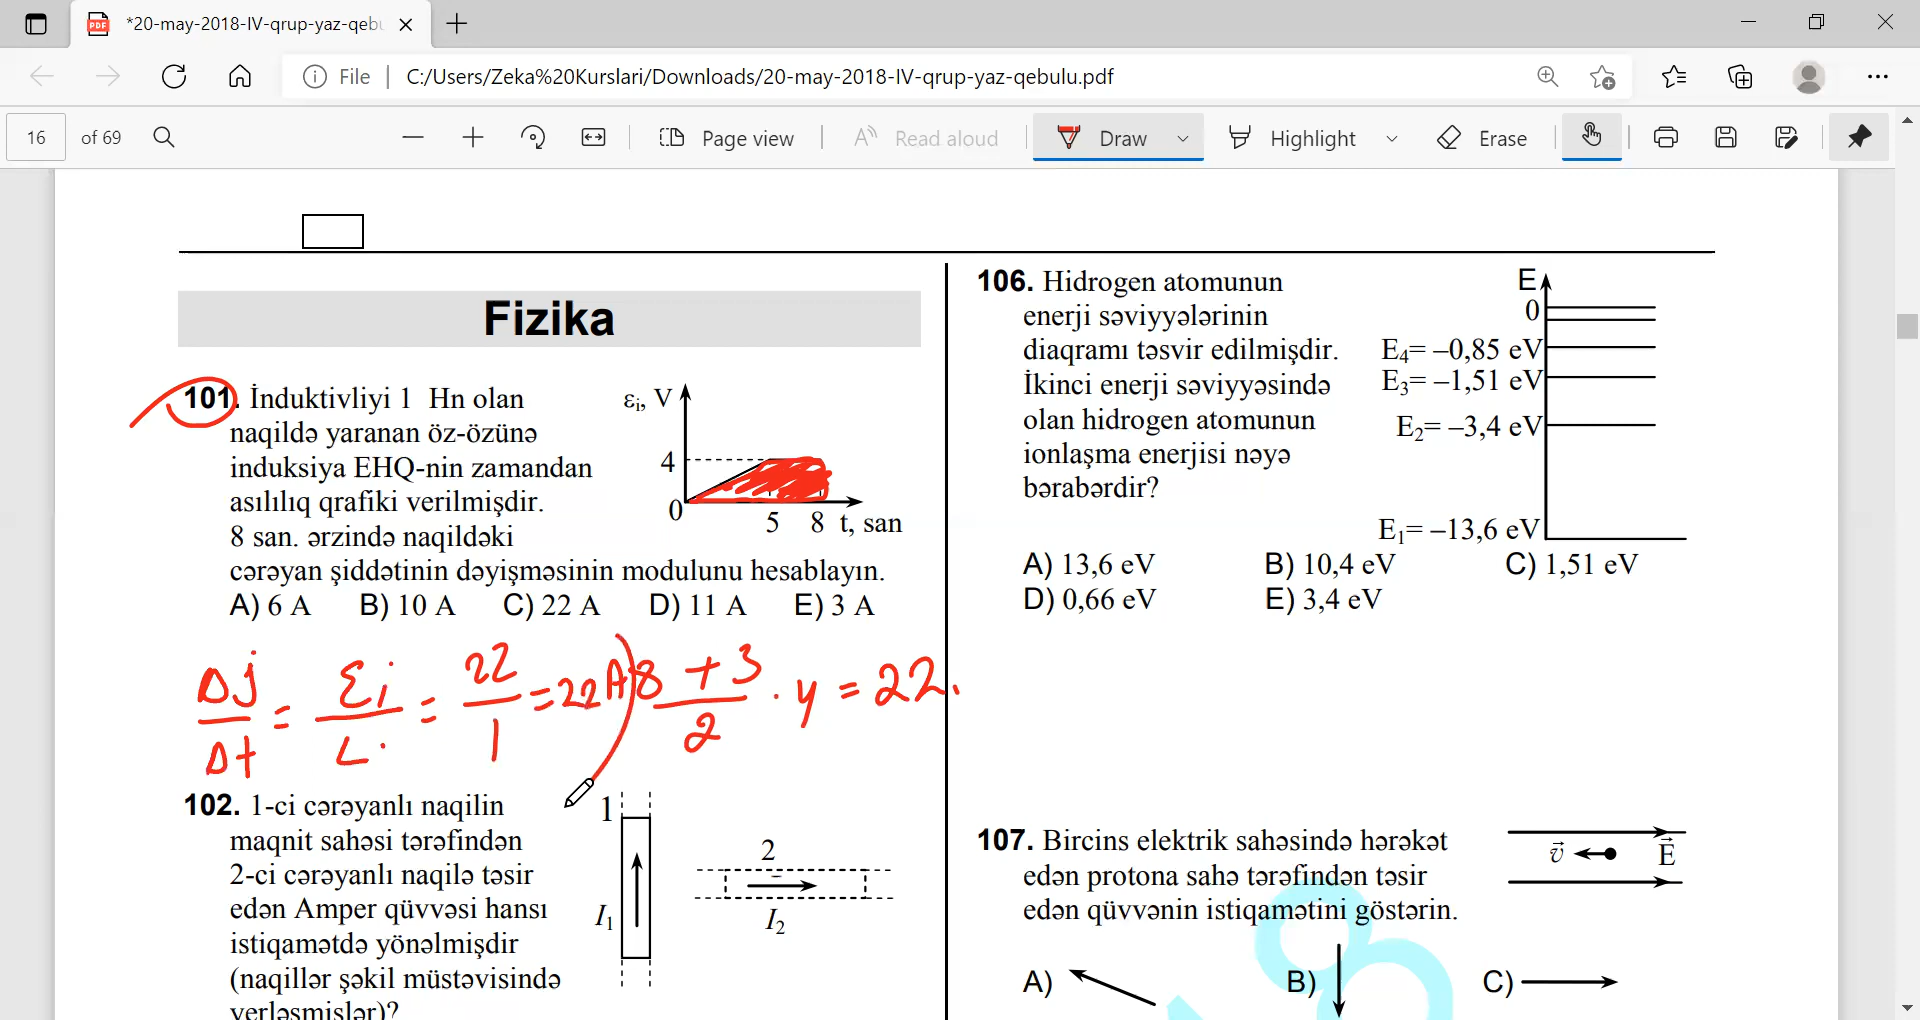 *20-may-2018-IV-qrup-yaz-qebu
File
C:/Users/Zeka%20Kurslari/Downloads/20-may-2018-IV-qrup-yaz-qebulu.pdf
16 of 69
Page view
Read aloud
Draw
Highlight
Erase
Fizika
101. İnduktivliyi 1 Hn olan
naqildə yaranan öz-özünə
induksiya EHQ-nin zamandan
asılılıq qrafiki verilmişdir.
8 san. ərzində naqildəki
cərəyan şiddətinin dəyişməsinin modulunu hesablayın.
εi, V
4
0
5 8 t, san
A) 6 A B) 10 A C) 22 A D) 11 A E) 3 A
Δj/Δt = Ɛi/L = 22/1 = 22 A) 8 + 3/2 · 4 = 22.
102. 1-ci cərəyanlı naqilin
maqnit sahəsi tərəfindən
2-ci cərəyanlı naqilə təsir
edən Amper qüvvəsi hansı
istiqamətdə yönəlmişdir
(naqillər şəkil müstəvisində
yerləşmişlər)?
1
I1
2
I2
106. Hidrogen atomunun
enerji səviyyələrinin
diaqramı təsvir edilmişdir.
İkinci enerji səviyyəsində
olan hidrogen atomunun
ionlaşma enerjisi nəyə
bərabərdir?
E
0
E4= –0,85 eV
E3= –1,51 eV
E2= –3,4 eV
E1= –13,6 eV
A) 13,6 eV B) 10,4 eV C) 1,51 eV
D) 0,66 eV E) 3,4 eV
107. Bircins elektrik sahəsində hərəkət
edən protona sahə tərəfindən təsir
edən qüvvənin istiqamətini göstərin.
v E
A) B) C)